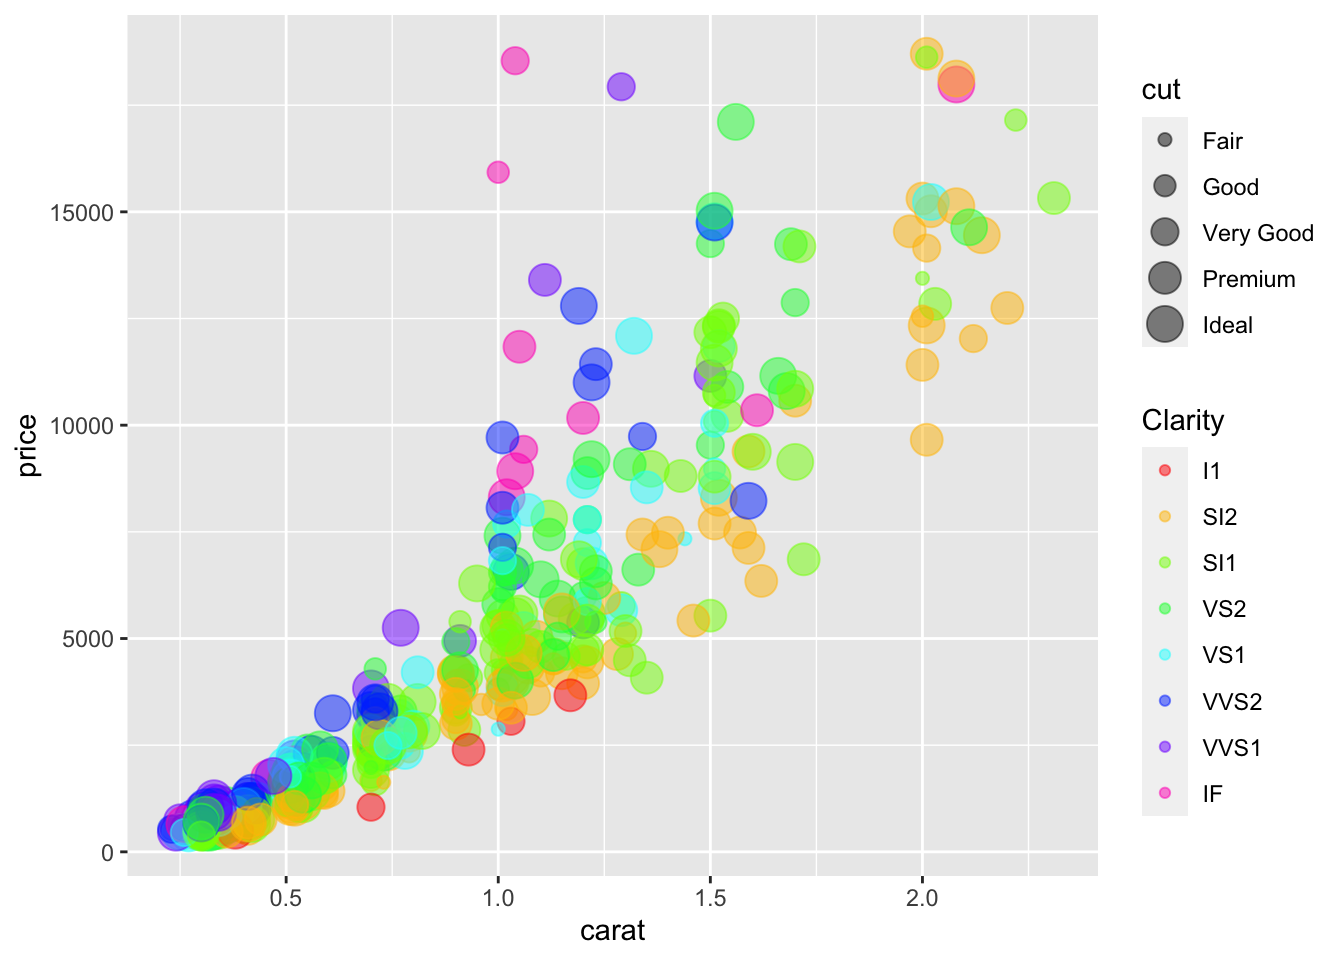 cut
Fair
Good
Very Good
Premium
Ideal
Clarity
I1
SI2
SI1
VS2
VS1
VVS2
VVS1
IF
price
15000
10000
5000
0
0.5 1.0 1.5 2.0
carat